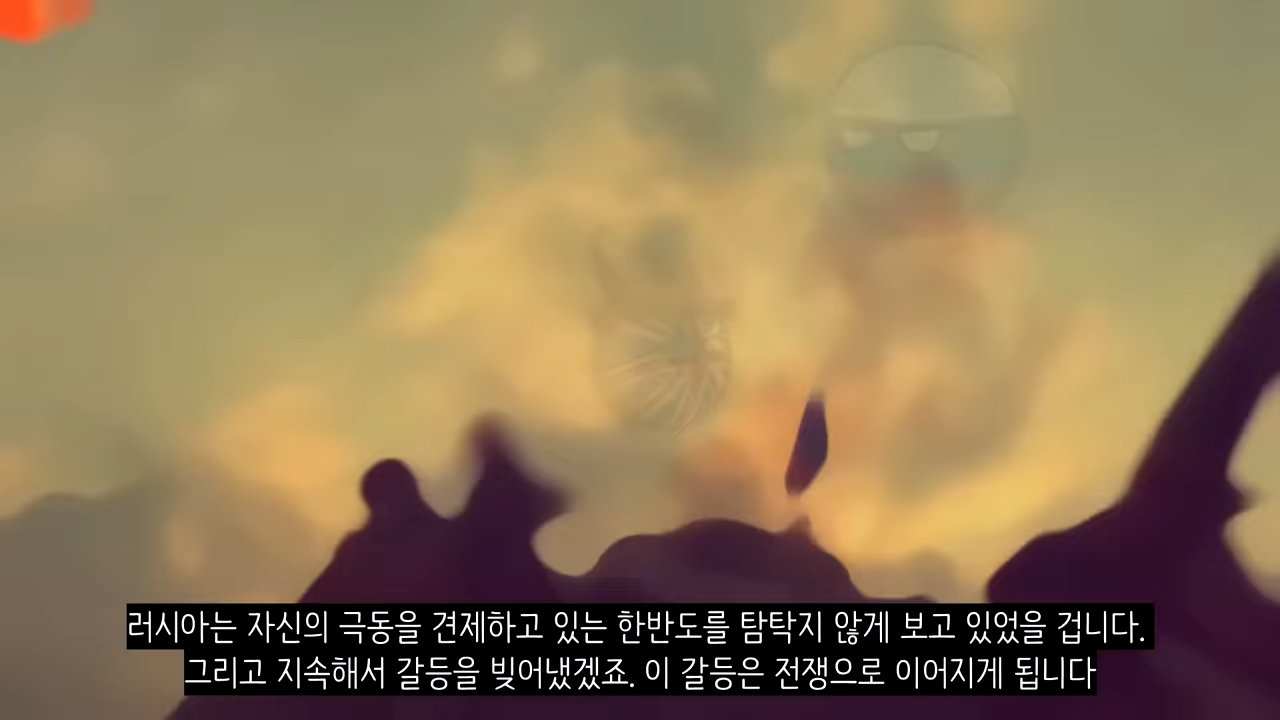 러시아는 자신의 극동을 견제하고 있는 한반도를 탐탁지 않게 보고 있었을 겁니다.
그리고 지속해서 갈등을 빚어냈겠죠. 이 갈등은 전쟁으로 이어지게 됩니다